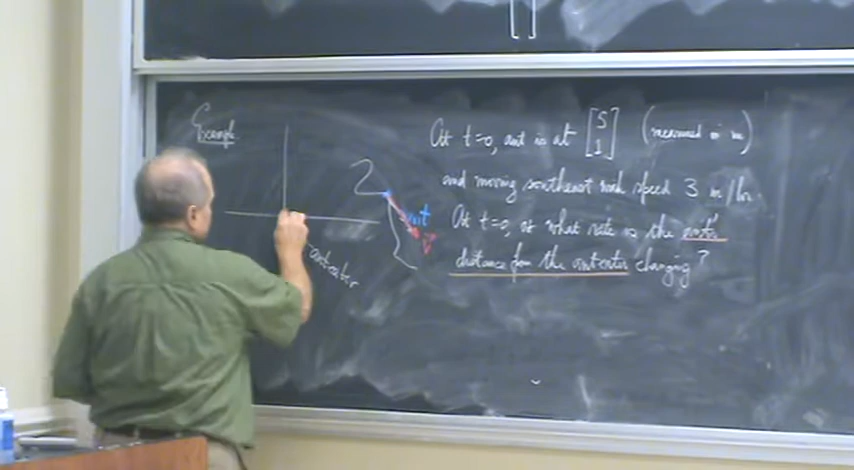 Example
At t=0, ant is at [5 1] (measured in m)
and moving southeast with speed 3 m/hr.
At t=0, at what rate is the ant's
distance from the anteater changing?
ant
v
anteater